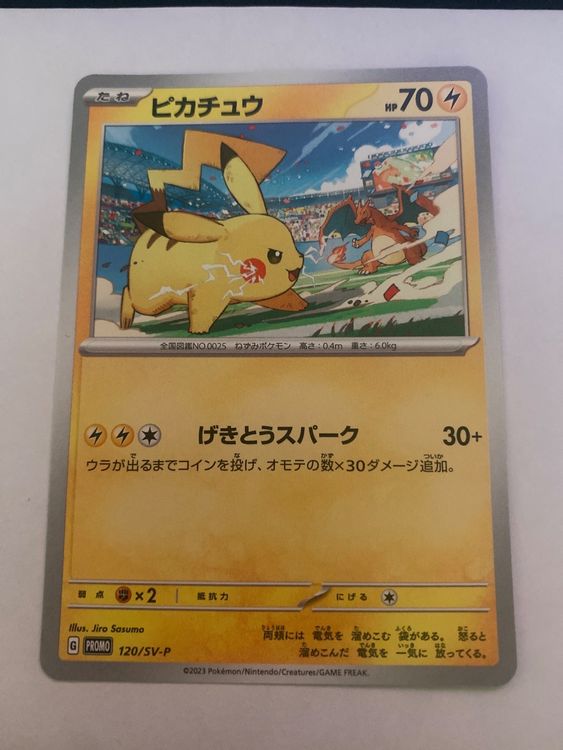 たね ピカチュウ HP 70
全国図鑑NO.0025 ねずみポケモン 高さ:0.4m 重さ:6.0kg
げきとうスパーク 30+
ウラが出るまでコインを投げ、オモテの数×30ダメージ追加。
弱点 ×2 抵抗力 にげる
Illus. Jiro Sasumo
両頬には 電気を 溜めこむ 袋がある。 怒ると
G PROMO 120/SV-P
溜めこんだ 電気を 一気に 放ってくる。
©2023 Pokémon/Nintendo/Creatures/GAME FREAK.